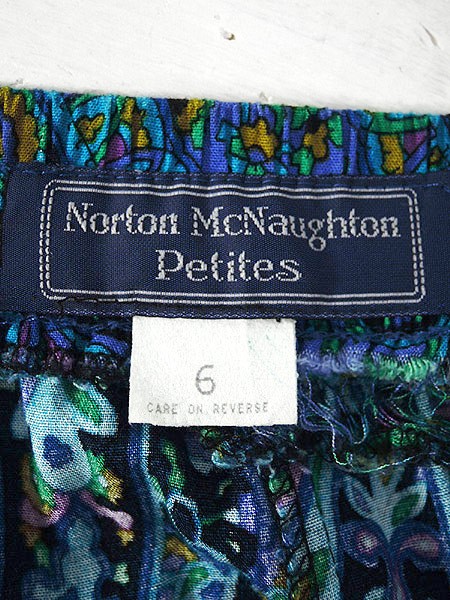 Norton McNaughton
Petites
6
CARE ON REVERSE